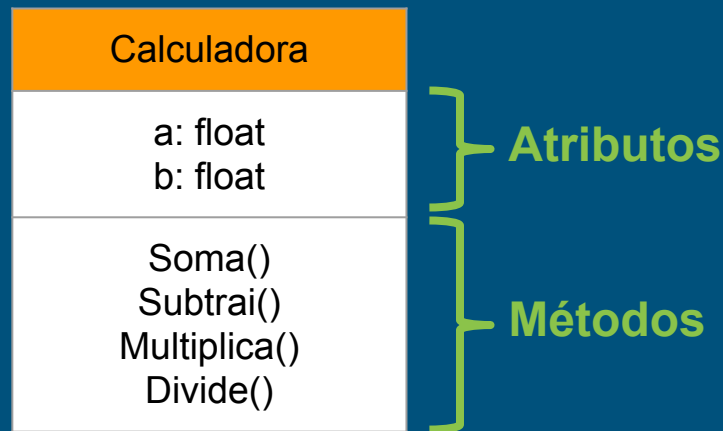 Calculadora
a: float
b: float
Atributos
Soma()
Subtrai()
Multiplica()
Divide()
Métodos